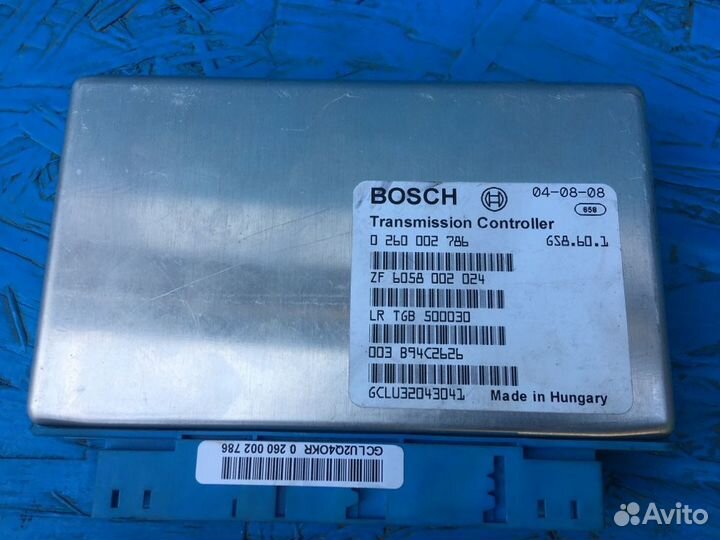 BOSCH 04-08-08
658
Transmission Controller
0 260 002 786 GS8.60.1
ZF 6058 002 024
LR TGB 500030
003 B94C2626
GCLU32043041 Made in Hungary
GCLU2Q4OKR 0 260 002 786
Avito